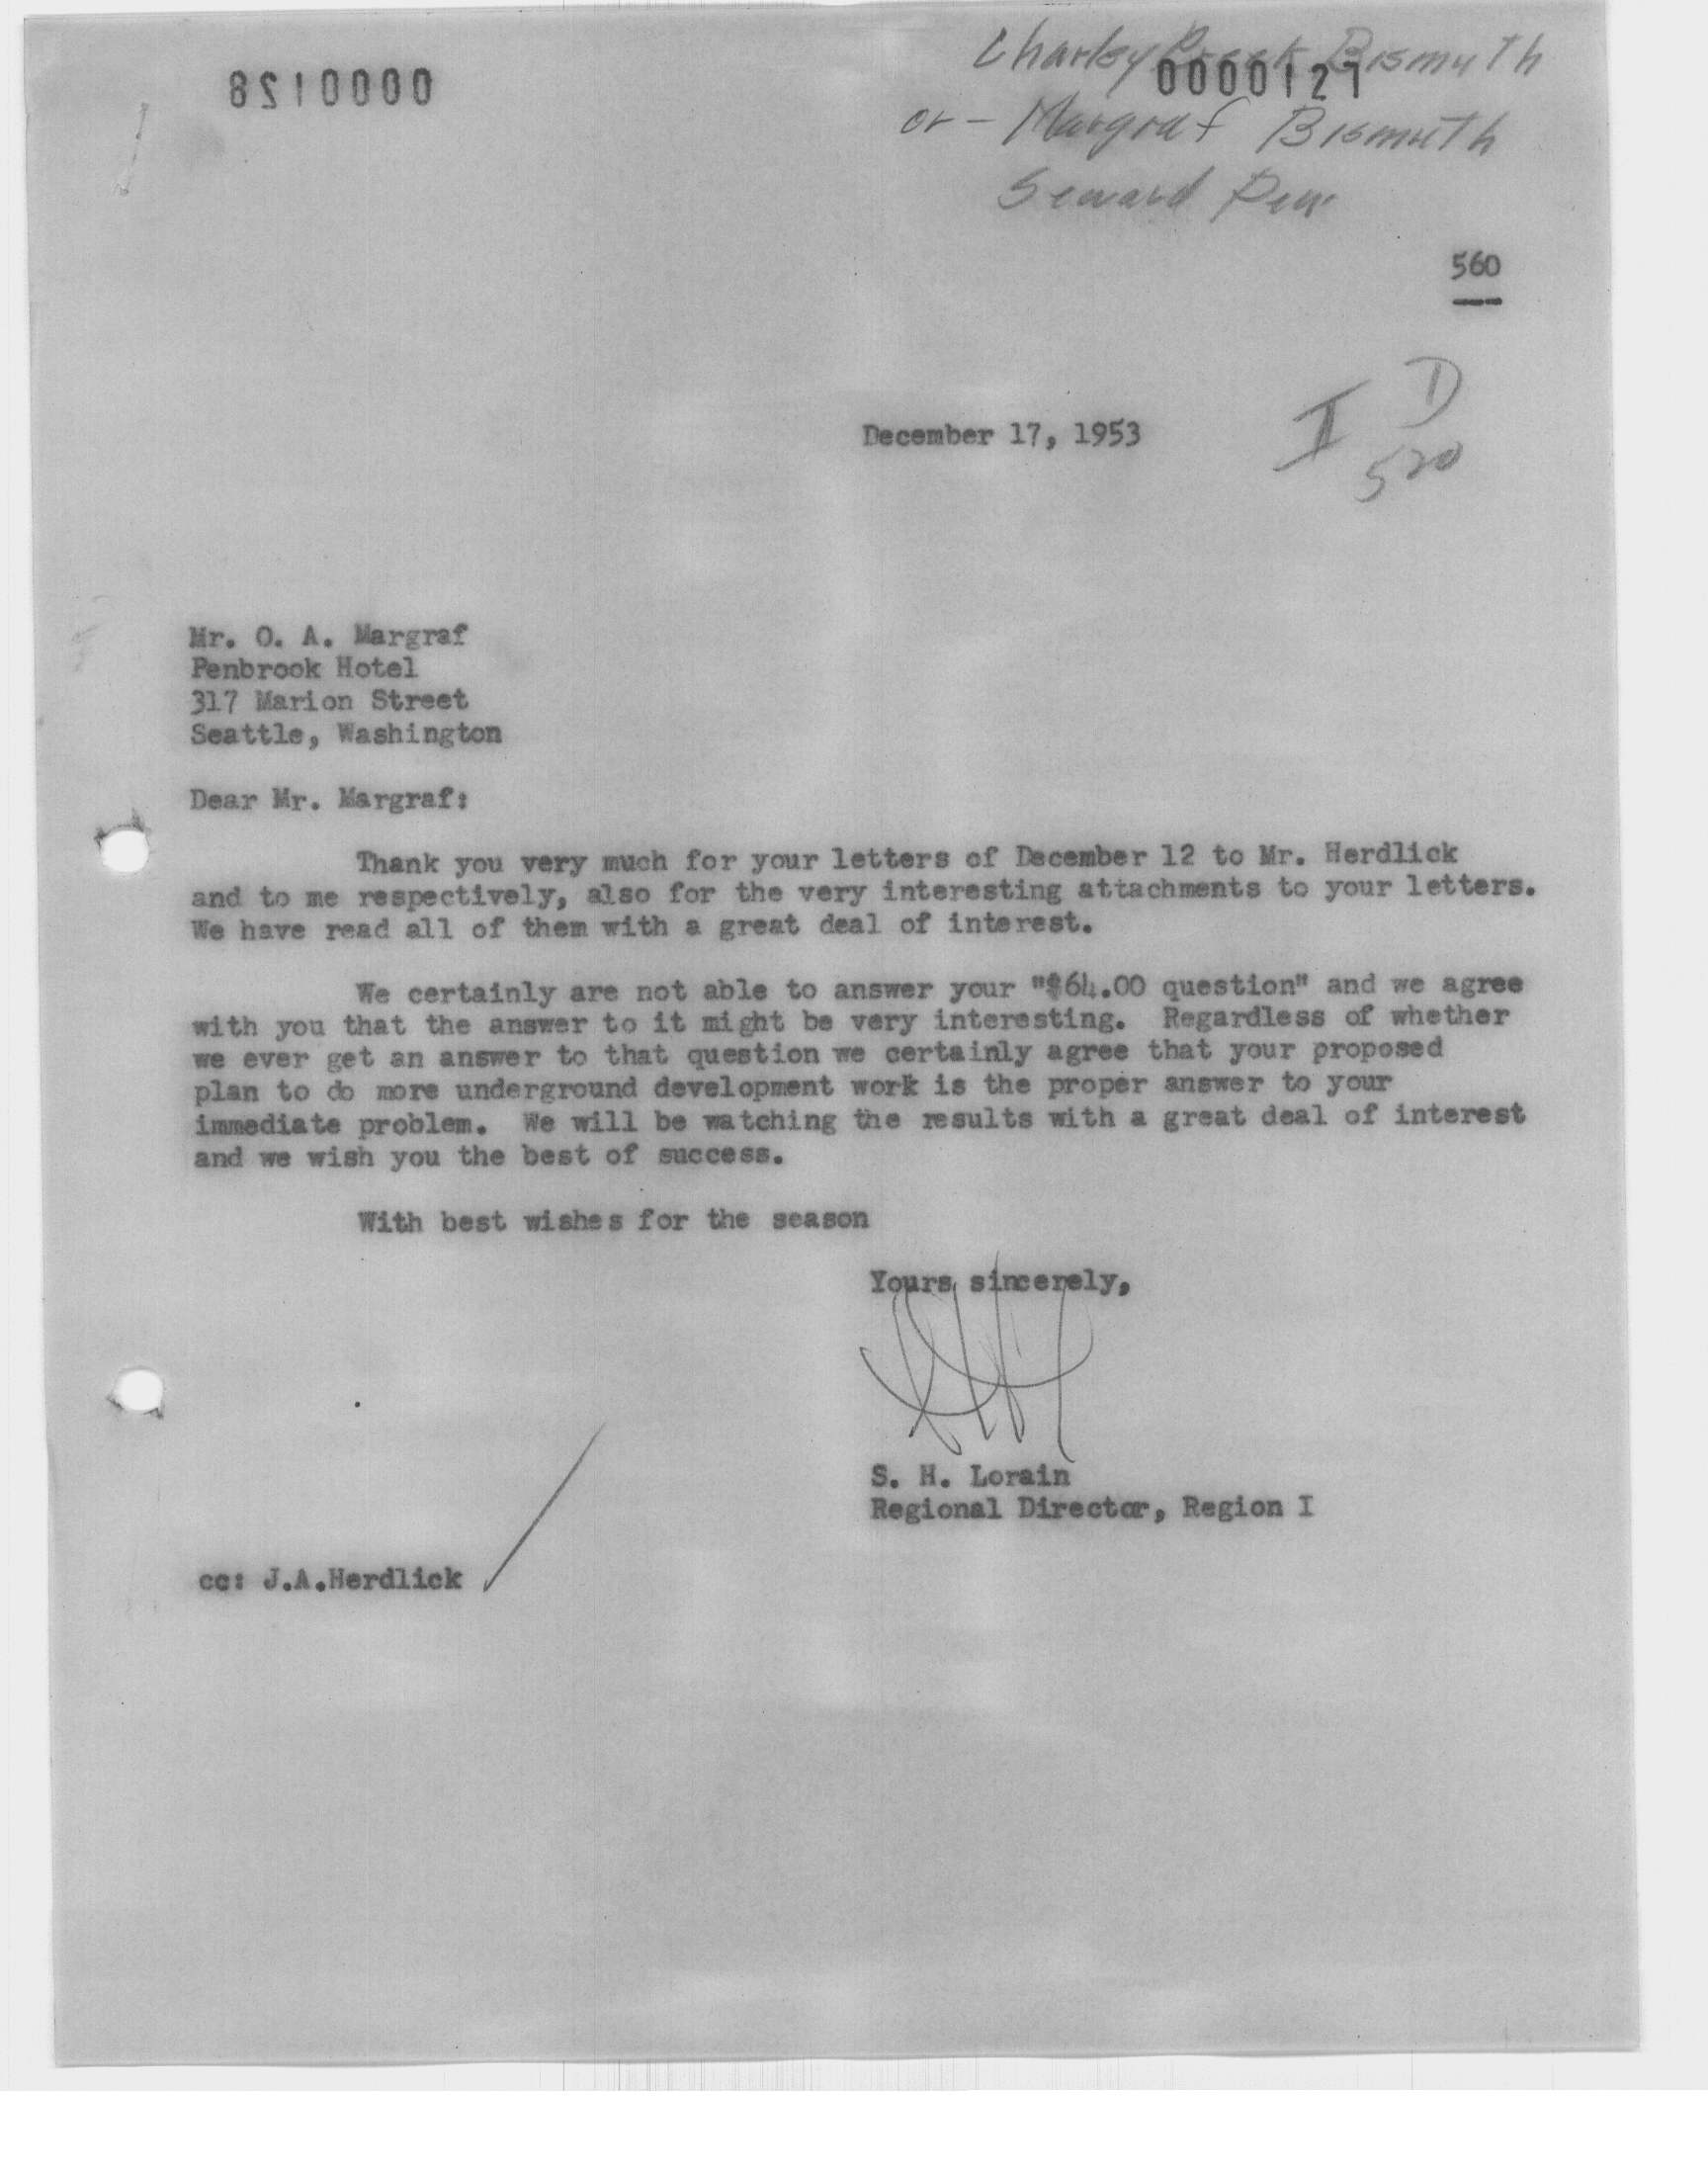 Charley Creek Bismuth
0000127
or - Margraf Bismuth
Seward Pen
560
December 17, 1953
I D
520
Mr. O. A. Margraf
Penbrook Hotel
317 Marion Street
Seattle, Washington
Dear Mr. Margraf:
Thank you very much for your letters of December 12 to Mr. Herdlick
and to me respectively, also for the very interesting attachments to your letters.
We have read all of them with a great deal of interest.
We certainly are not able to answer your "$64.00 question" and we agree
with you that the answer to it might be very interesting. Regardless of whether
we ever get an answer to that question we certainly agree that your proposed
plan to do more underground development work is the proper answer to your
immediate problem. We will be watching the results with a great deal of interest
and we wish you the best of success.
With best wishes for the season
Yours sincerely,
S. H. Lorain
Regional Director, Region I
cc: J.A.Herdlick